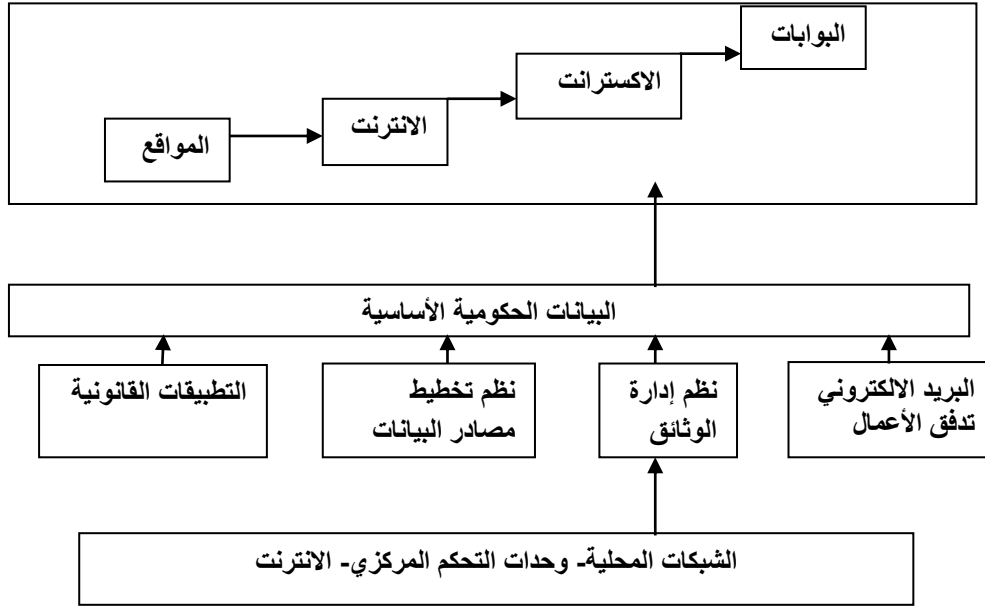 البوابات
الاكسترانت
الانترنت
المواقع
البيانات الحكومية الأساسية
البريد الالكتروني
تدفق الأعمال
نظم إدارة
الوثائق
نظم تخطيط
مصادر البيانات
التطبيقات القانونية
الشبكات المحلية- وحدات التحكم المركزي- الانترنت